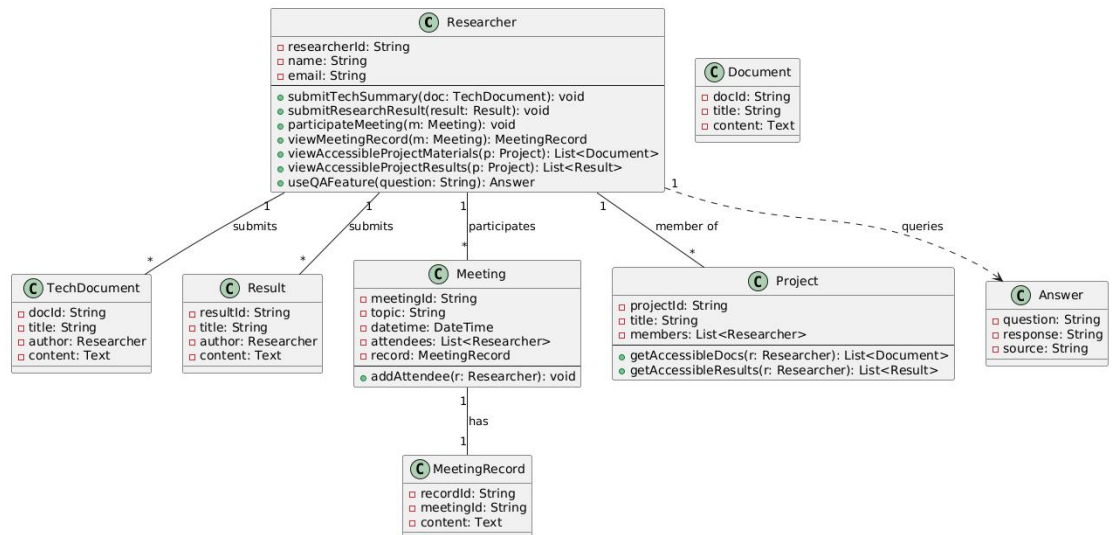 C Researcher
researcherId: String
name: String
email: String
submitTechSummary(doc: TechDocument): void
submitResearchResult(result: Result): void
participateMeeting(m: Meeting): void
viewMeetingRecord(m: Meeting): MeetingRecord
viewAccessibleProjectMaterials(p: Project): List<Document>
viewAccessibleProjectResults(p: Project): List<Result>
useQAFeature(question: String): Answer
C Document
docId: String
title: String
content: Text
1
submits
*
1
submits
*
1
participates
*
1
member of
*
1
queries
C TechDocument
docId: String
title: String
author: Researcher
content: Text
C Result
resultId: String
title: String
author: Researcher
content: Text
C Meeting
meetingId: String
topic: String
datetime: DateTime
attendees: List<Researcher>
record: MeetingRecord
addAttendee(r: Researcher): void
C Project
projectId: String
title: String
members: List<Researcher>
getAccessibleDocs(r: Researcher): List<Document>
getAccessibleResults(r: Researcher): List<Result>
C Answer
question: String
response: String
source: String
1
has
1
C MeetingRecord
recordId: String
meetingId: String
content: Text